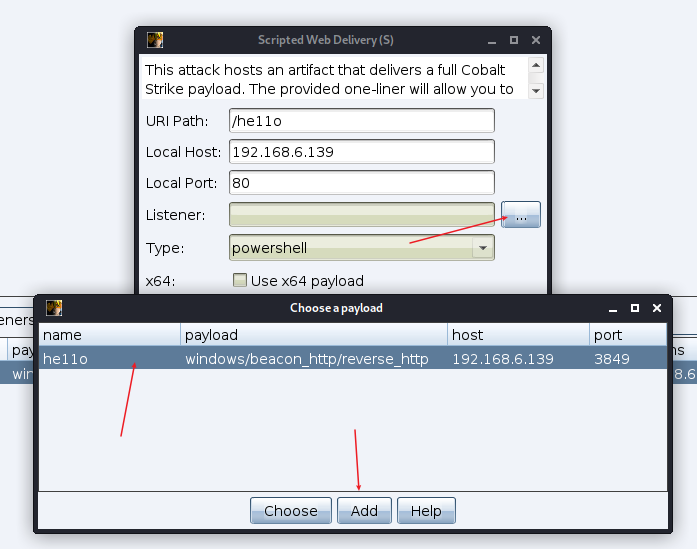 Scripted Web Delivery (S)
This attack hosts an artifact that delivers a full Cobalt
Strike payload. The provided one-liner will allow you to
URI Path: /he11o
Local Host: 192.168.6.139
Local Port: 80
Listener: ...
Type: powershell
x64: Use x64 payload
Choose a payload
eners
name payload host port
he11o windows/beacon_http/reverse_http 192.168.6.139 3849
pay
win
ns
8.6
Choose Add Help